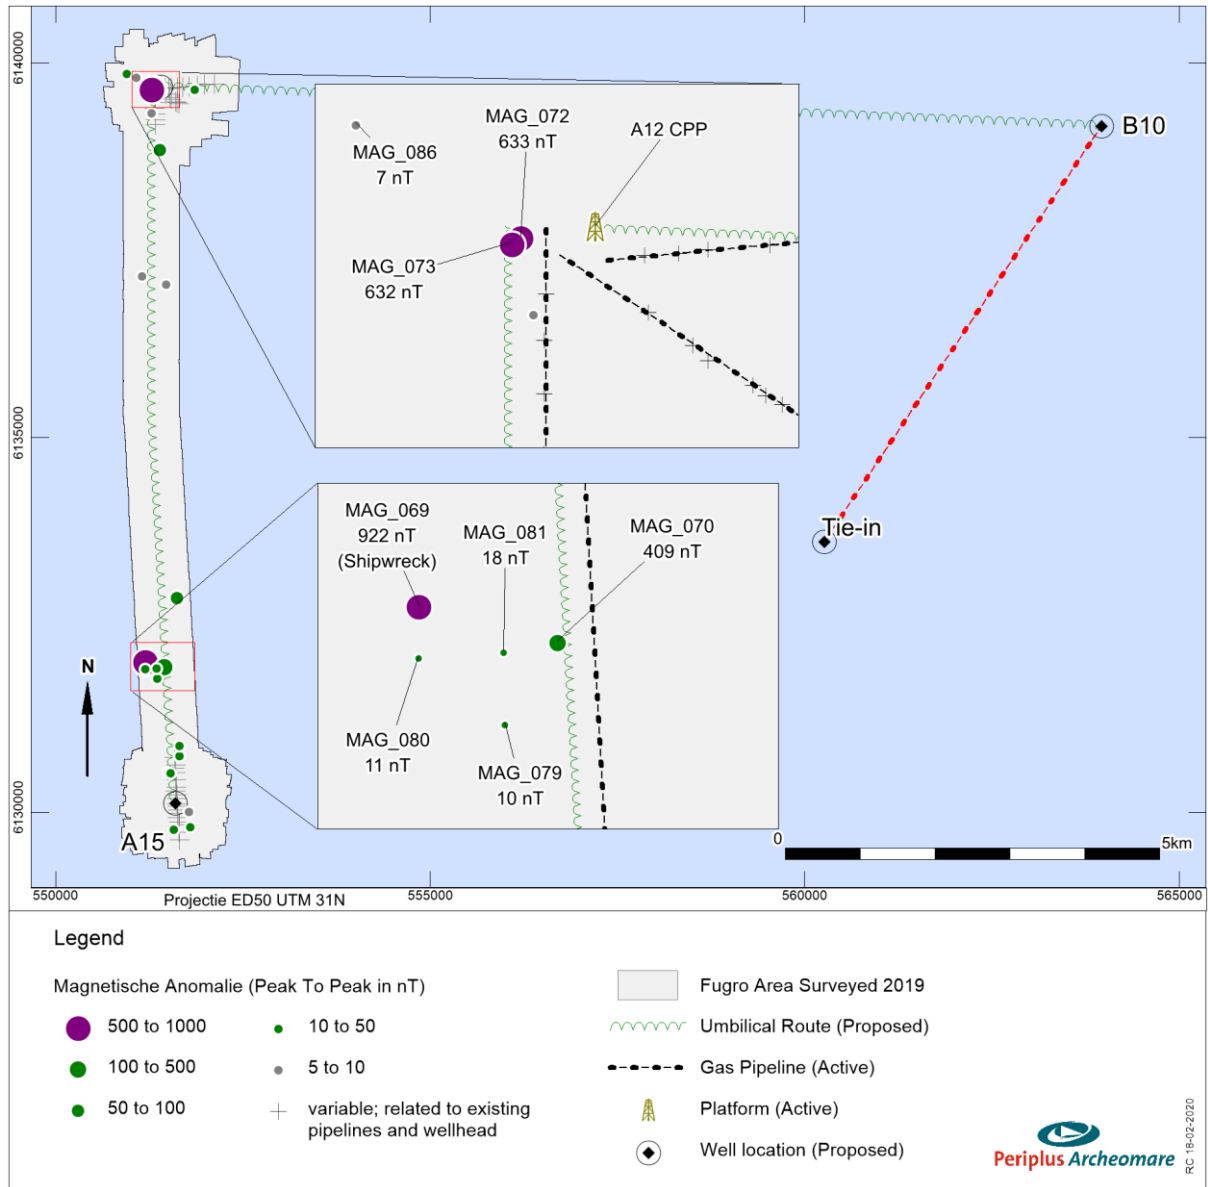 6140000
6135000
6130000
B10
MAG_072
633 nT
A12 CPP
MAG_086
7 nT
MAG_073
632 nT
Tie-in
MAG_069
922 nT
(Shipwreck)
MAG_081
18 nT
MAG_070
409 nT
N
MAG_080
11 nT
MAG_079
10 nT
A15
0
5km
550000
555000
560000
565000
Projectie ED50 UTM 31N
Legend
Magnetische Anomalie (Peak To Peak in nT)
500 to 1000
100 to 500
50 to 100
10 to 50
5 to 10
variable; related to existing
pipelines and wellhead
Fugro Area Surveyed 2019
Umbilical Route (Proposed)
Gas Pipeline (Active)
Platform (Active)
Well location (Proposed)
Periplus Archeomare
RC 18-02-2020